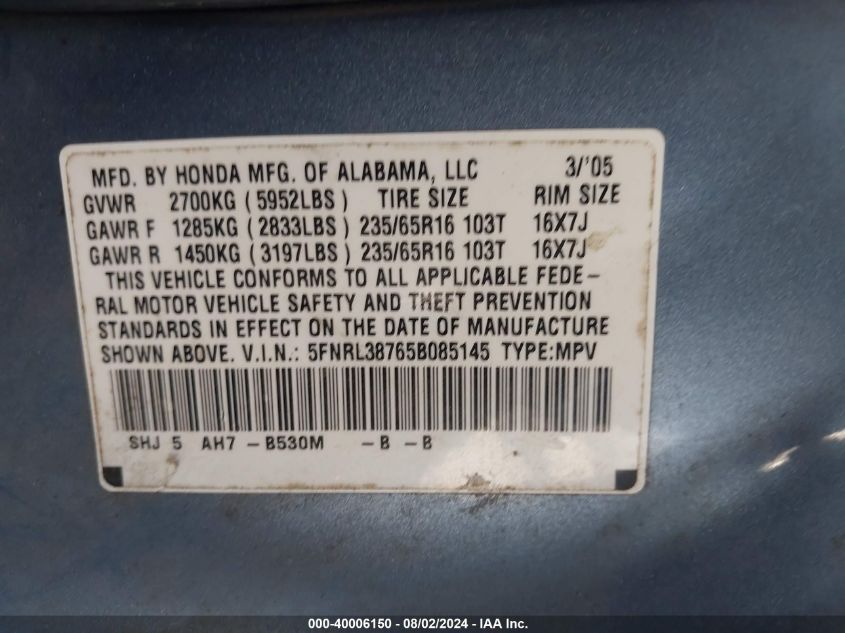 MFD. BY HONDA MFG. OF ALABAMA, LLC 3/'05
GVWR 2700KG (5952LBS) TIRE SIZE RIM SIZE
GAWR F 1285KG (2833LBS) 235/65R16 103T 16X7J
GAWR R 1450KG (3197LBS) 235/65R16 103T 16X7J
THIS VEHICLE CONFORMS TO ALL APPLICABLE FEDE-
RAL MOTOR VEHICLE SAFETY AND THEFT PREVENTION
STANDARDS IN EFFECT ON THE DATE OF MANUFACTURE
SHOWN ABOVE. V.I.N.: 5FNRL38765B085145 TYPE:MPV
SHJ 5 AH7 -B530M -B -B
000-40006150 - 08/02/2024 - IAA Inc.